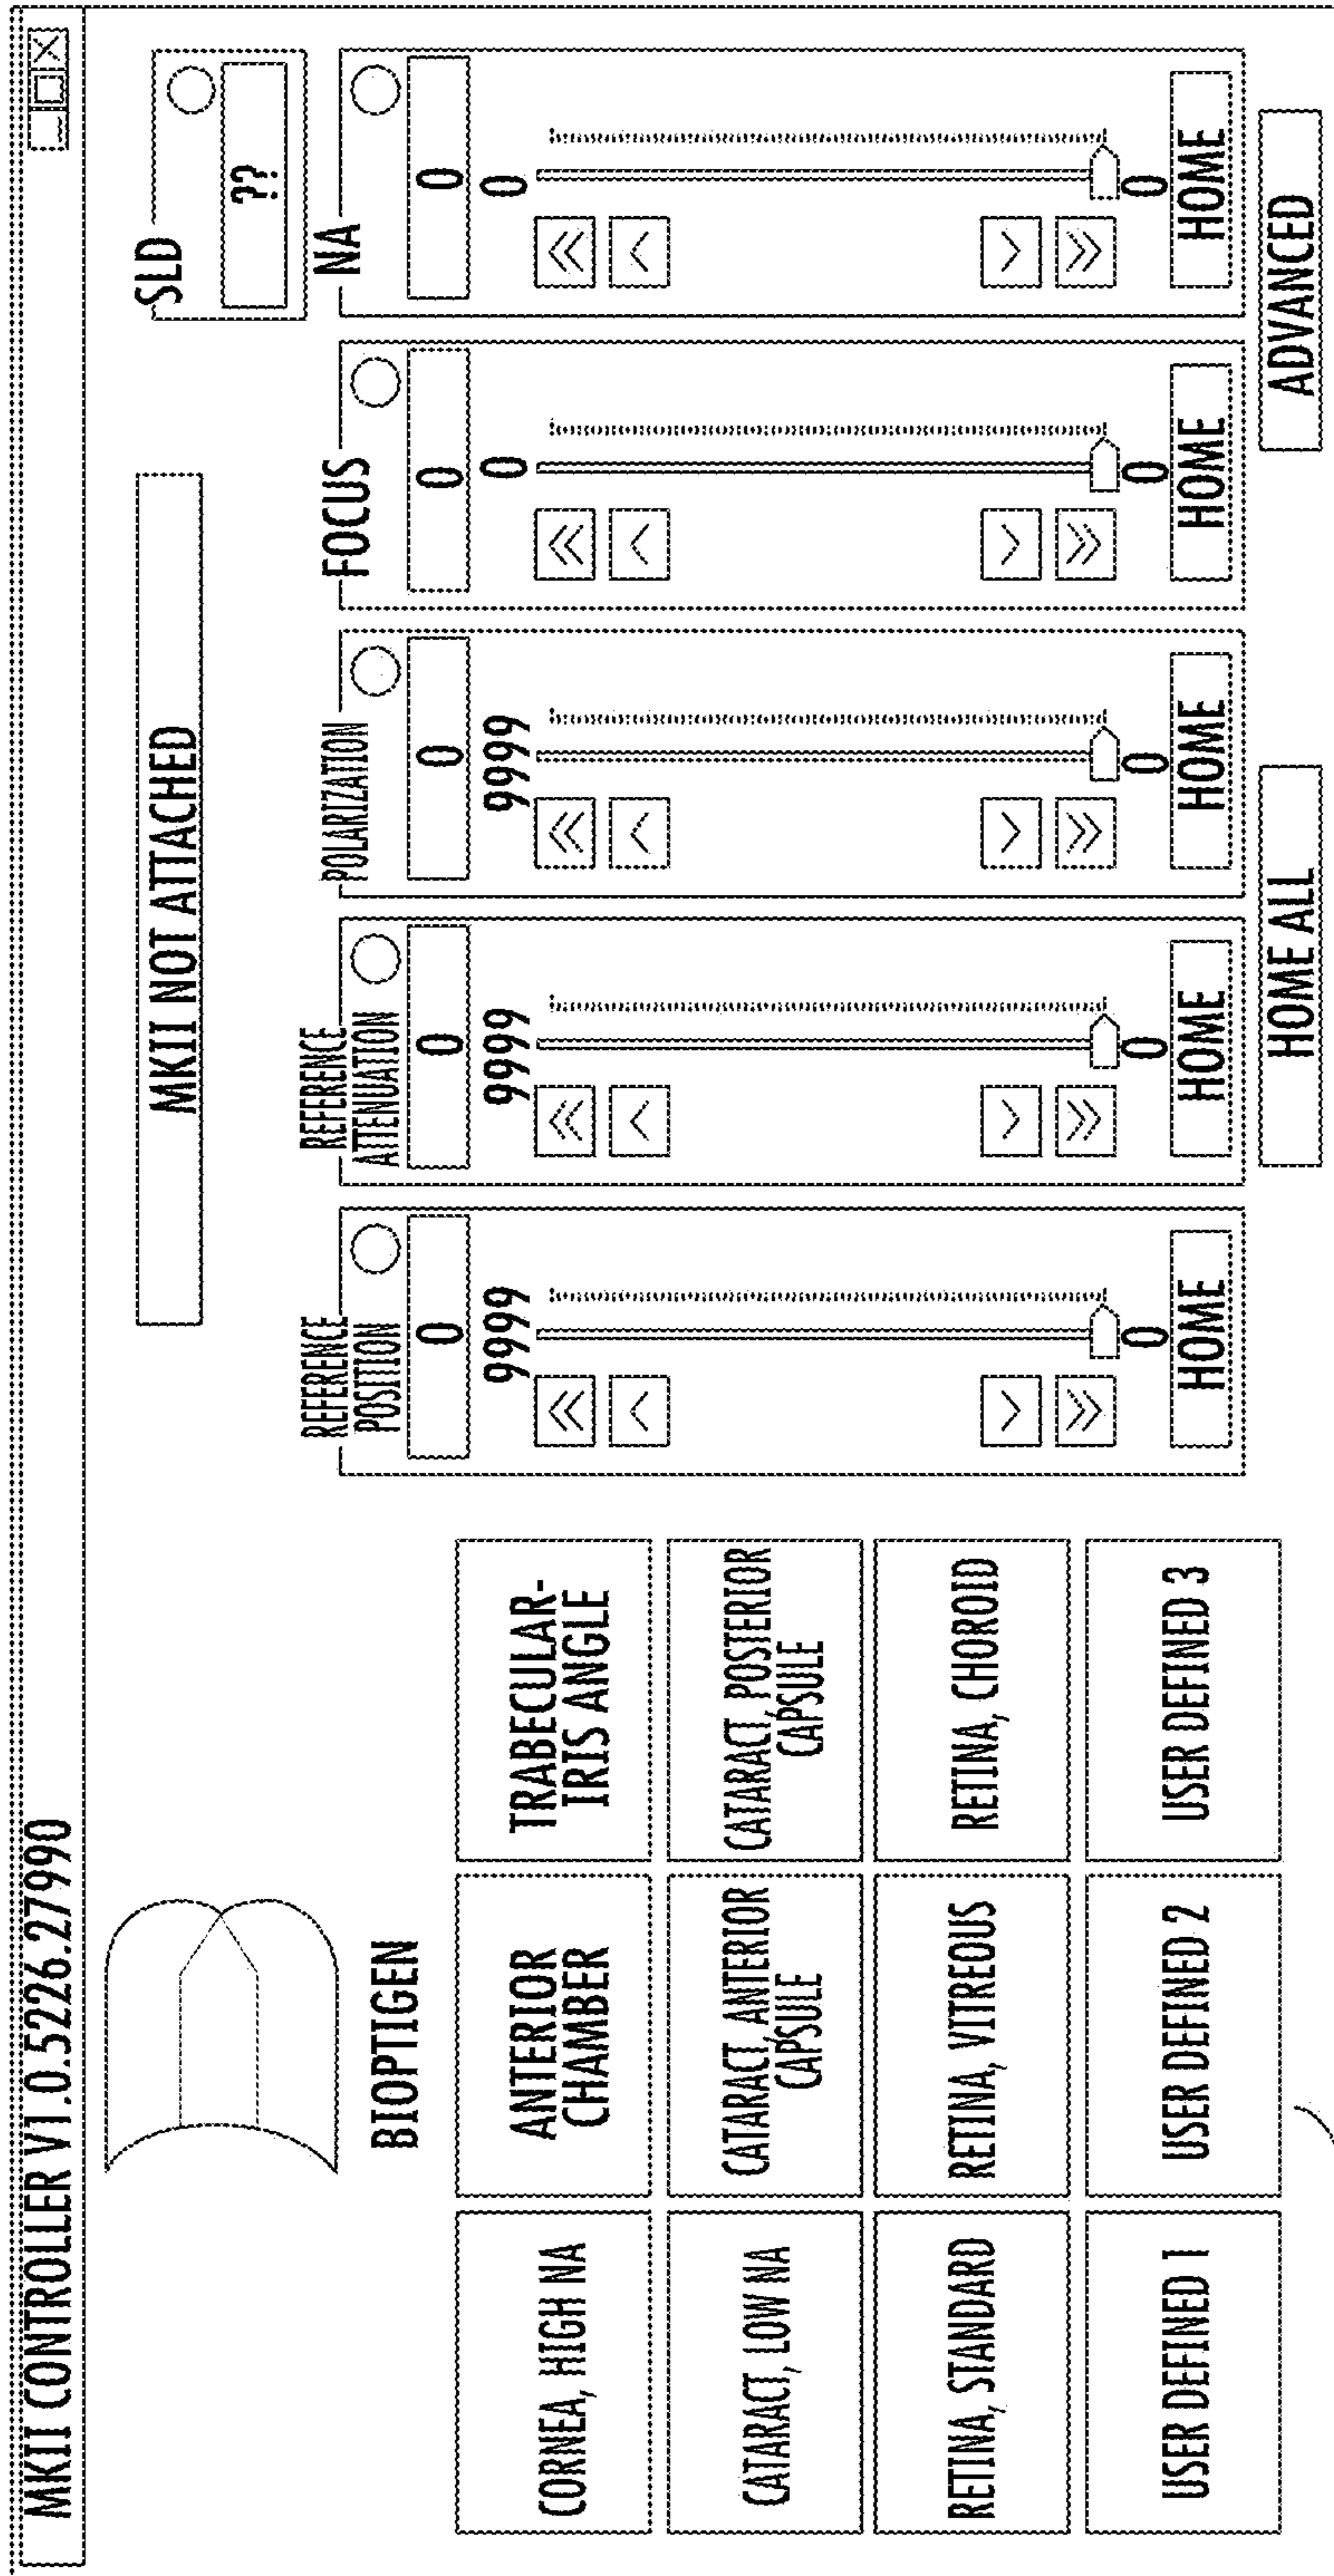 MKII CONTROLLER V1.0.5226.27990
BIOPTIGEN
MKII NOT ATTACHED
SLD
??
CORNEA, HIGH NA
ANTERIOR
CHAMBER
TRABECULAR-
IRIS ANGLE
CATARACT, LOW NA
CATARACT, ANTERIOR
CAPSULE
CATARACT, POSTERIOR
CAPSULE
RETINA, STANDARD
RETINA, VITREOUS
RETINA, CHOROID
USER DEFINED 1
USER DEFINED 2
USER DEFINED 3
REFERENCE
POSITION
0
9999
0
HOME
REFERENCE
ATTENUATION
0
9999
0
HOME
POLARIZATION
0
9999
0
HOME
FOCUS
0
0
0
HOME
NA
0
0
0
HOME
HOME ALL
ADVANCED